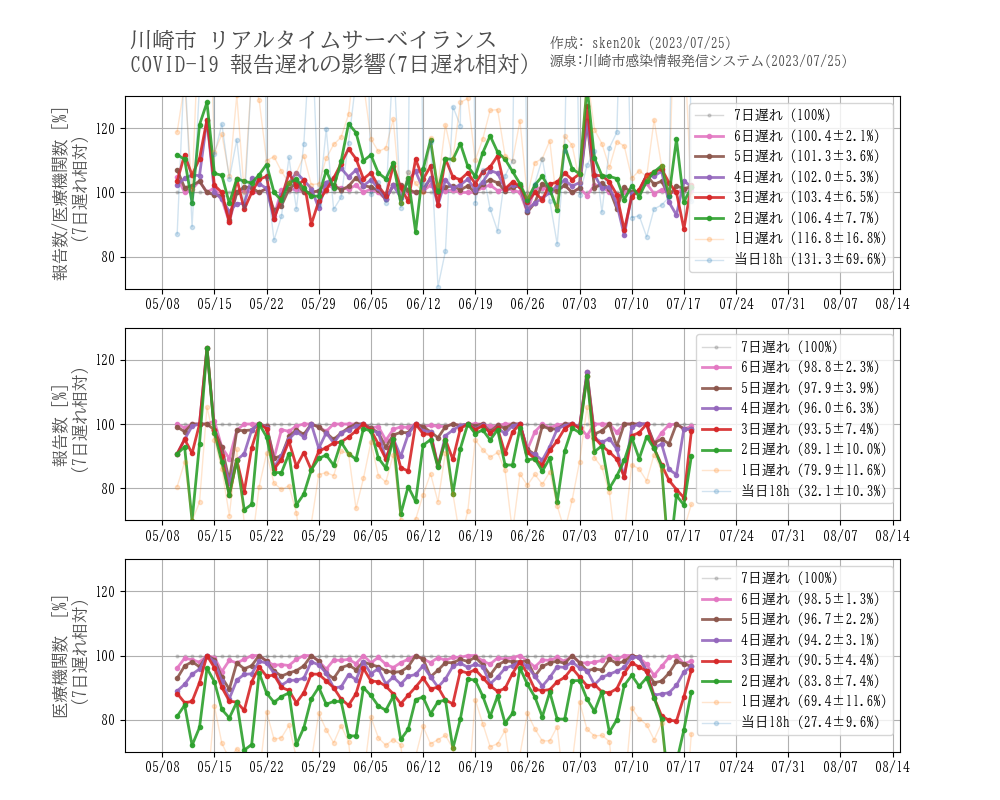 川崎市 リアルタイムサーベイランス
COVID-19 報告遅れの影響(7日遅れ相対)
作成: sken20k (2023/07/25)
源泉:川崎市感染情報発信システム(2023/07/25)
報告数/医療機関数 [%]
(7日遅れ相対)
120
100
80
7日遅れ (100%)
6日遅れ (100.4±2.1%)
5日遅れ (101.3±3.6%)
4日遅れ (102.0±5.3%)
3日遅れ (103.4±6.5%)
2日遅れ (106.4±7.7%)
1日遅れ (116.8±16.8%)
当日18h (131.3±69.6%)
05/08 05/15 05/22 05/29 06/05 06/12 06/19 06/26 07/03 07/10 07/17 07/24 07/31 08/07 08/14
報告数 [%]
(7日遅れ相対)
120
100
80
7日遅れ (100%)
6日遅れ (98.8±2.3%)
5日遅れ (97.9±3.9%)
4日遅れ (96.0±6.3%)
3日遅れ (93.5±7.4%)
2日遅れ (89.1±10.0%)
1日遅れ (79.9±11.6%)
当日18h (32.1±10.3%)
05/08 05/15 05/22 05/29 06/05 06/12 06/19 06/26 07/03 07/10 07/17 07/24 07/31 08/07 08/14
医療機関数 [%]
(7日遅れ相対)
120
100
80
7日遅れ (100%)
6日遅れ (98.5±1.3%)
5日遅れ (96.7±2.2%)
4日遅れ (94.2±3.1%)
3日遅れ (90.5±4.4%)
2日遅れ (83.8±7.4%)
1日遅れ (69.4±11.6%)
当日18h (27.4±9.6%)
05/08 05/15 05/22 05/29 06/05 06/12 06/19 06/26 07/03 07/10 07/17 07/24 07/31 08/07 08/14